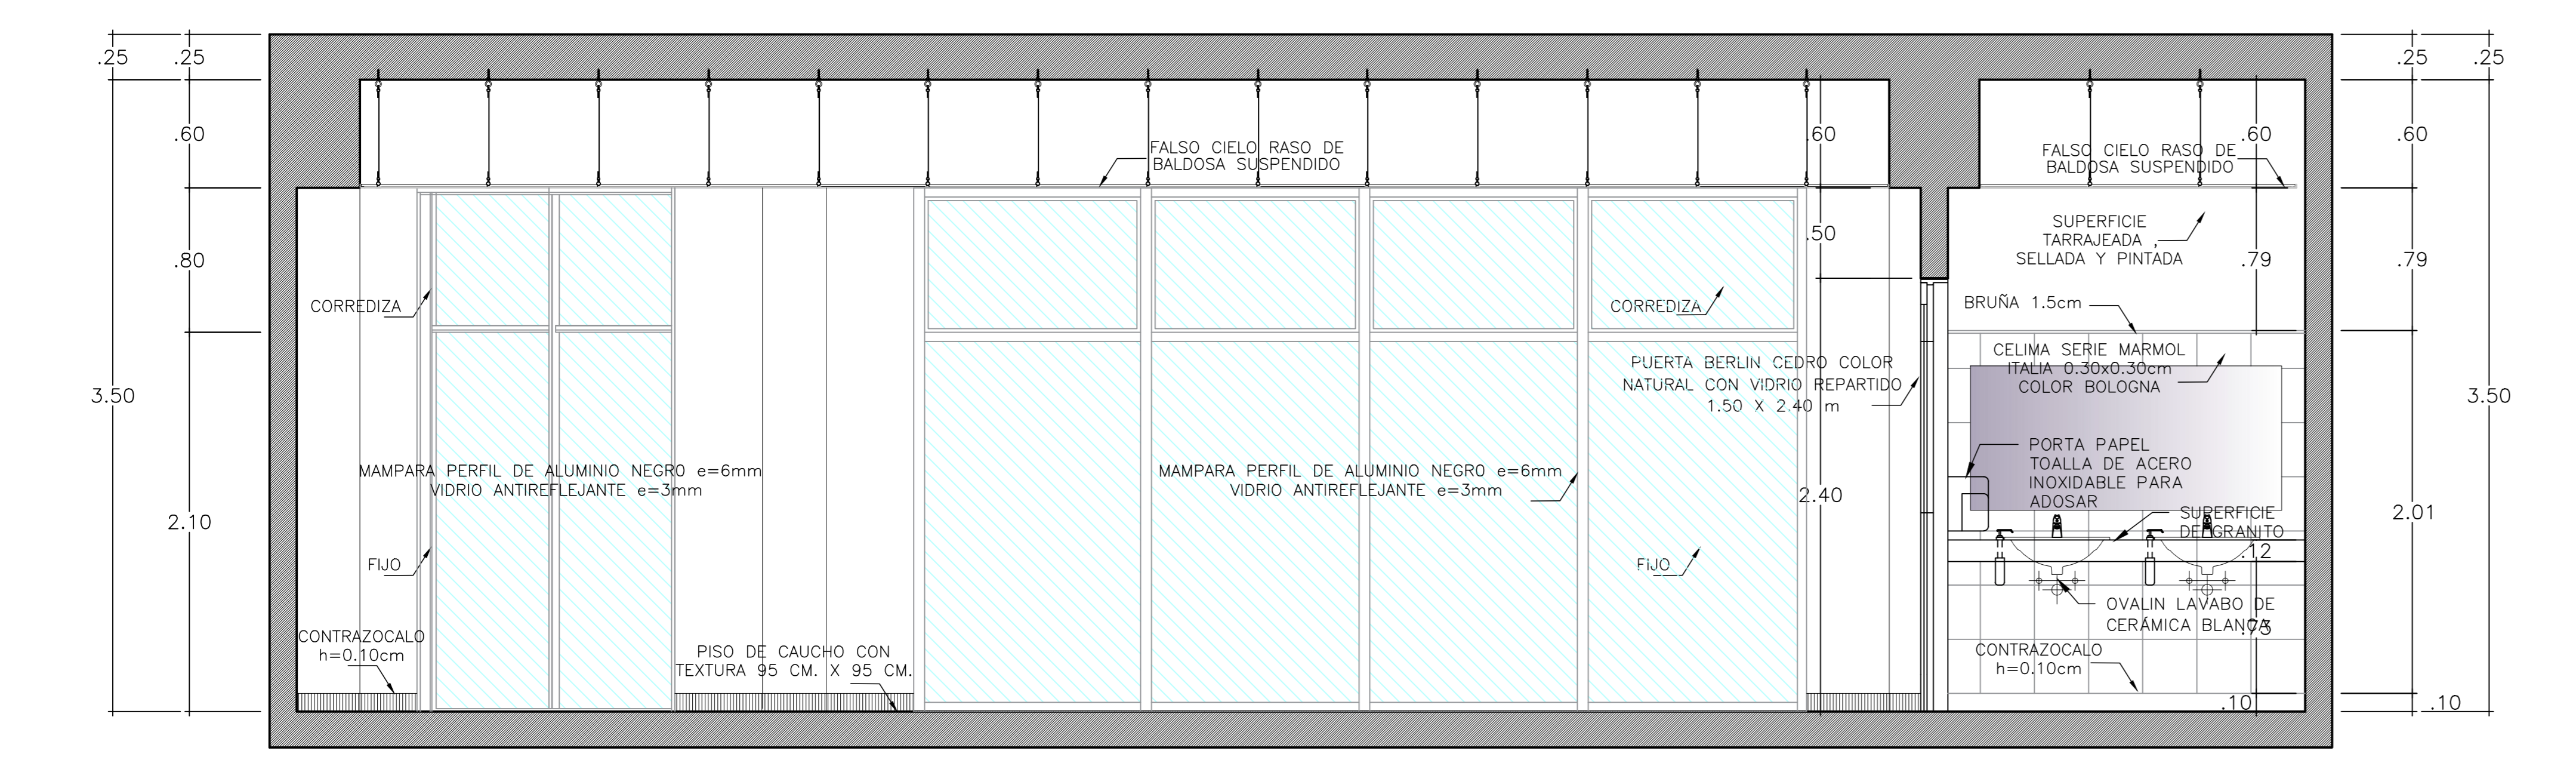 .25
.25
.25
.25
.60
.60
.60
.60
FALSO CIELO RASO DE
BALDOSA SUSPENDIDO
FALSO CIELO RASO DE
BALDOSA SUSPENDIDO
.80
.50
SUPERFICIE
TARRAJEADA ,
SELLADA Y PINTADA
.79
.79
CORREDIZA
CORREDIZA
BRUÑA 1.5cm
3.50
PUERTA BERLIN CEDRO COLOR
NATURAL CON VIDRIO REPARTIDO
1.50 X 2.40 m
CELIMA SERIE MARMOL
ITALIA 0.30x0.30cm
COLOR BOLOGNA
3.50
MAMPARA PERFIL DE ALUMINIO NEGRO e=6mm
VIDRIO ANTIREFLEJANTE e=3mm
MAMPARA PERFIL DE ALUMINIO NEGRO e=6mm
VIDRIO ANTIREFLEJANTE e=3mm
2.40
PORTA PAPEL
TOALLA DE ACERO
INOXIDABLE PARA
ADOSAR
2.10
SUPERFICIE
DE GRANITO
2.01
.12
FIJO
FIJO
OVALIN LAVABO DE
CERÁMICA BLANCA
.73
CONTRAZOCALO
h=0.10cm
PISO DE CAUCHO CON
TEXTURA 95 CM. X 95 CM.
CONTRAZOCALO
h=0.10cm
.10
.10